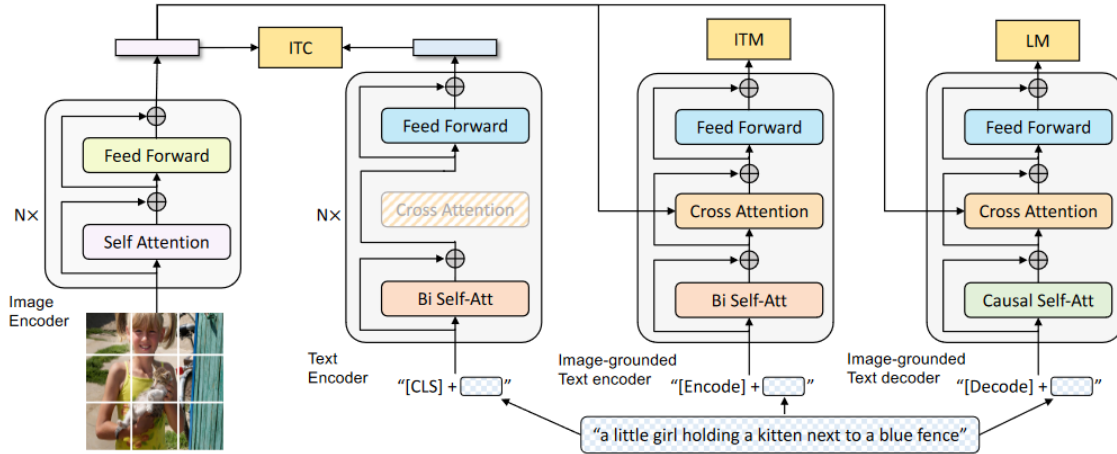 ITC
ITM
LM
Feed Forward
Self Attention
N×
Image
Encoder
Feed Forward
Cross Attention
Bi Self-Att
N×
Text
Encoder
"[CLS] + "
Feed Forward
Cross Attention
Bi Self-Att
Image-grounded
Text encoder
"[Encode] + "
Feed Forward
Cross Attention
Causal Self-Att
Image-grounded
Text decoder
"[Decode] + "
"a little girl holding a kitten next to a blue fence"